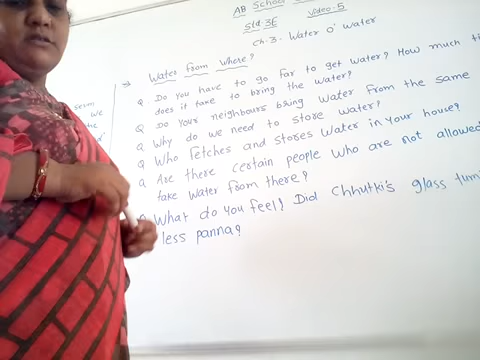 AB School
Std-3E Video-5
Ch-3- Water O' Water
→ Water from Where?
Q. Do you have to go far to get water? How much
does it take to bring the water?
Q Do your neighbours bring water from the same
Q Why do we need to store water?
Q Who fetches and stores water in your house?
Q Are there certain people who are not allowed
take water from there?
Q What do you feel? Did Chhutki's glass
less panna?
we